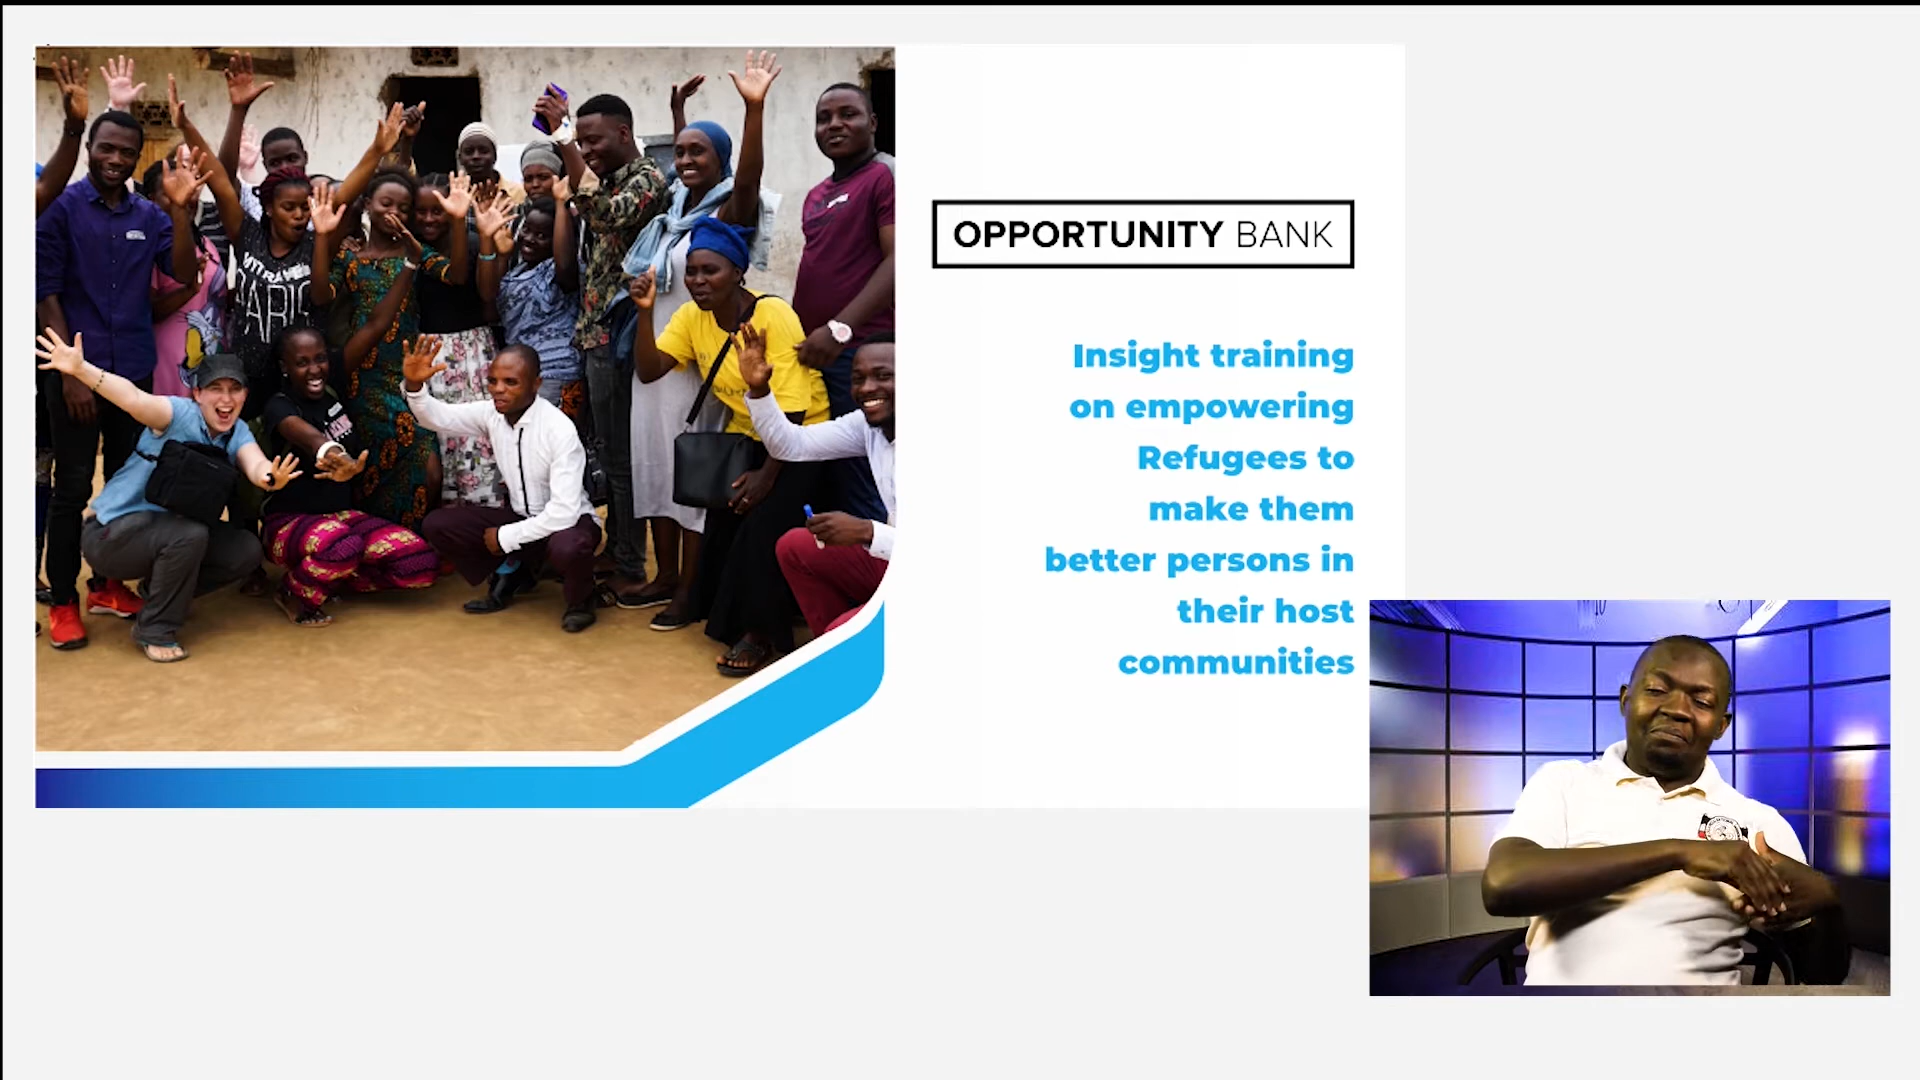 OPPORTUNITY BANK
Insight training
on empowering
Refugees to
make them
better persons in
their host
communities